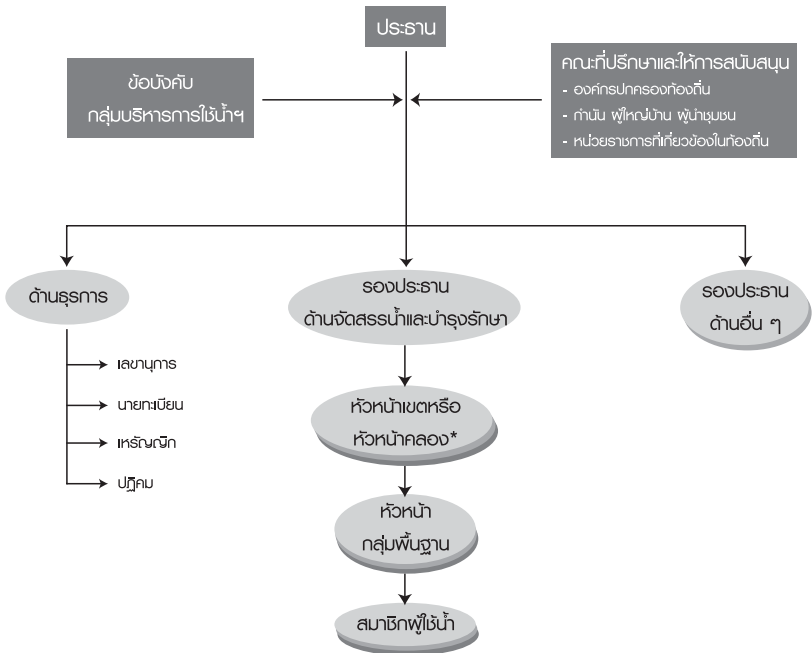 ประธาน
ข้อบังคับ
กลุ่มบริหารการใช้น้ำฯ
คณะที่ปรึกษาและให้การสนับสนุน
- องค์กรปกครองท้องถิ่น
- กำนัน ผู้ใหญ่บ้าน ผู้นำชุมชน
- หน่วยราชการที่เกี่ยวข้องในท้องถิ่น
ด้านธุรการ
เลขานุการ
นายทะเบียน
เหรัญญิก
ปฏิคม
รองประธาน
ด้านจัดสรรน้ำและบำรุงรักษา
หัวหน้าเขตหรือ
หัวหน้าคลอง*
หัวหน้า
กลุ่มพื้นฐาน
สมาชิกผู้ใช้น้ำ
รองประธาน
ด้านอื่น ๆ